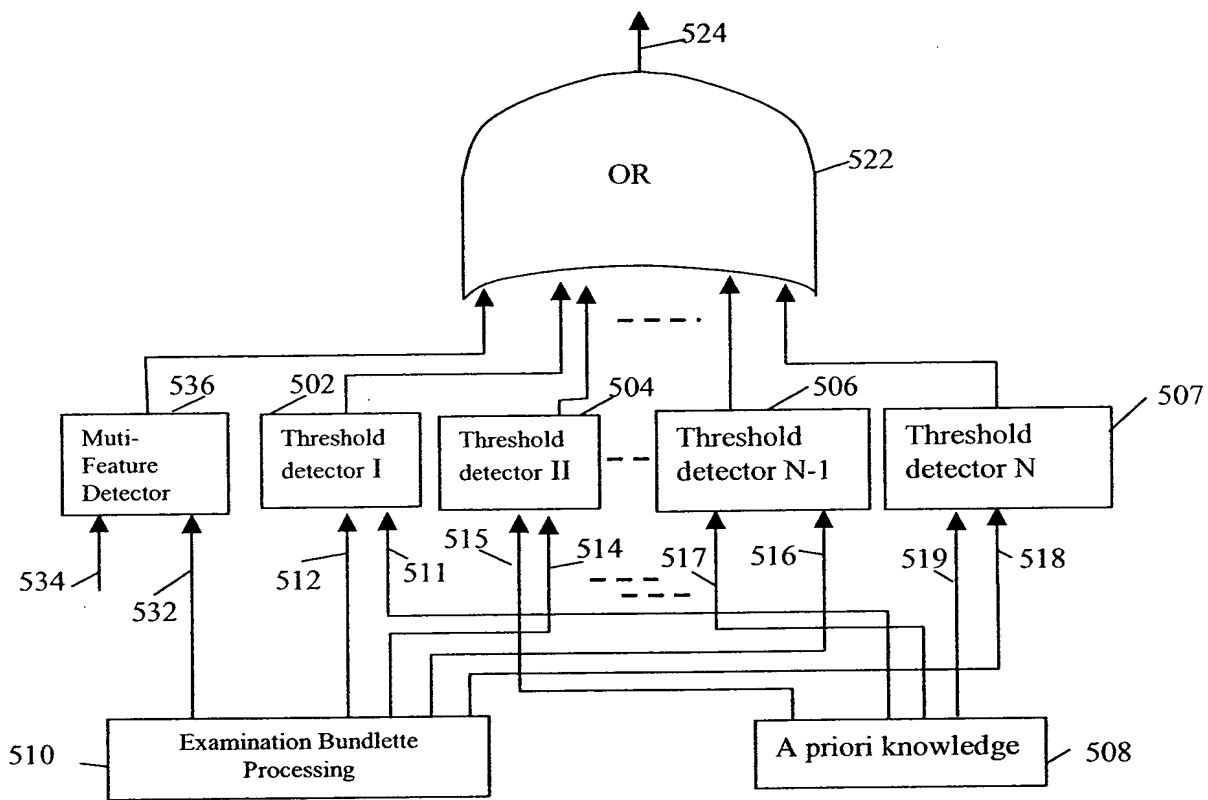 524
OR
522
536
502
504
506
507
Muti-
Feature
Detector
Threshold
detector I
Threshold
detector II
Threshold
detector N-1
Threshold
detector N
534
532
512
511
515
514
517
516
519
518
510
Examination Bundlette
Processing
A priori knowledge
508